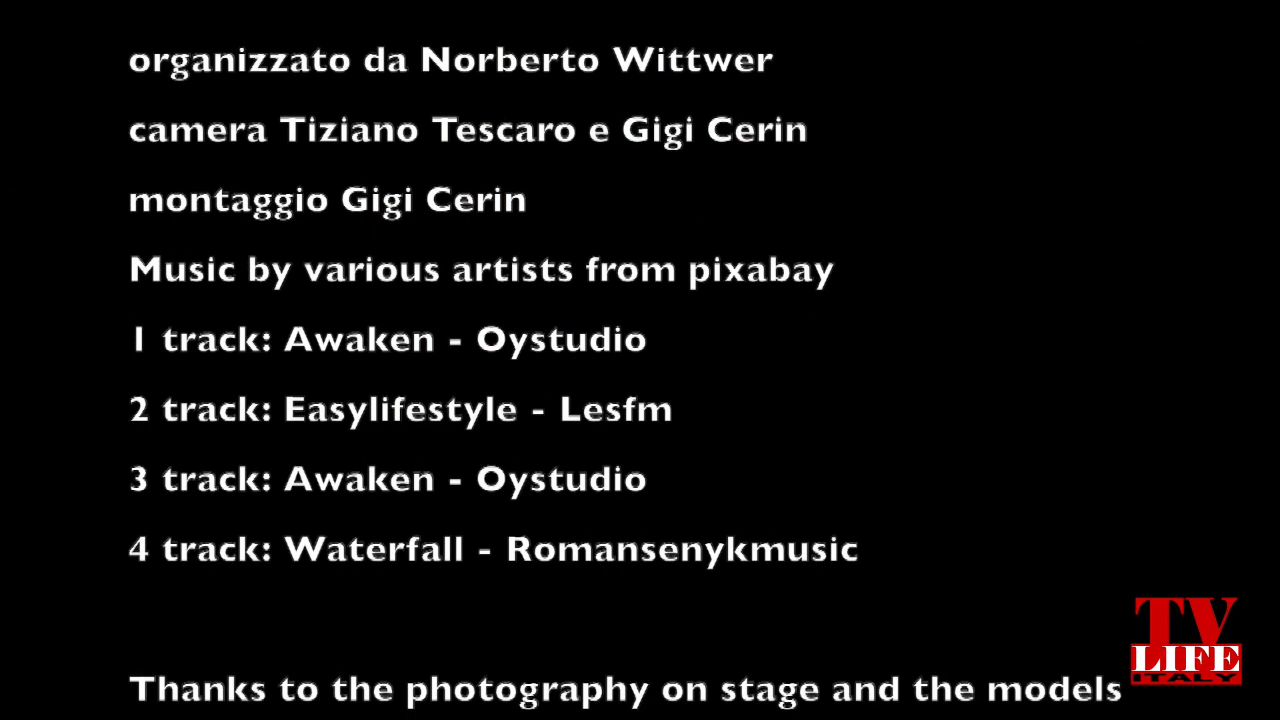 organizzato da Norberto Wittwer
camera Tiziano Tescaro e Gigi Cerin
montaggio Gigi Cerin
Music by various artists from pixabay
1 track: Awaken - Oystudio
2 track: Easylifestyle - Lesfm
3 track: Awaken - Oystudio
4 track: Waterfall - Romansenykmusic
Thanks to the photography on stage and the models
TV
LIFE
ITALY